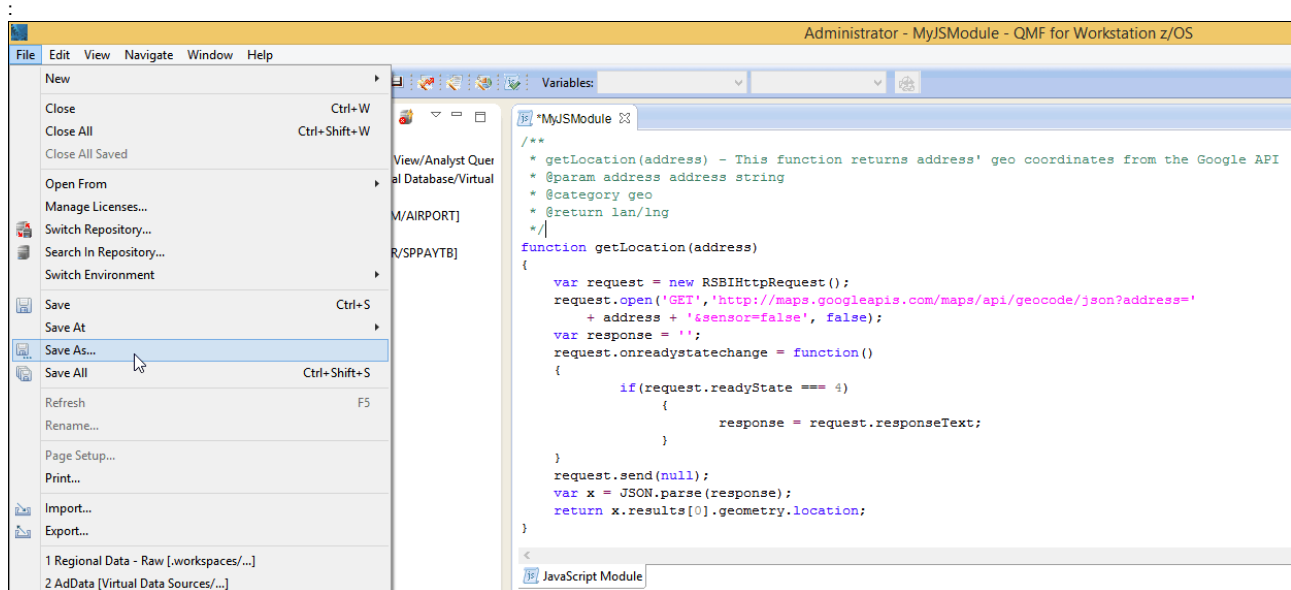 :
Administrator - MyJSModule - QMF for Workstation z/OS
File Edit View Navigate Window Help
New
Close Ctrl+W
Close All Ctrl+Shift+W
Close All Saved
Open From
Manage Licenses...
Switch Repository...
Search In Repository...
Switch Environment
Save Ctrl+S
Save At
Save As...
Save All Ctrl+Shift+S
Refresh F5
Rename...
Page Setup...
Print...
Import...
Export...
1 Regional Data - Raw [.workspaces/...]
2 AdData [Virtual Data Sources/...]
Variables:
View/Analyst Quer
al Database/Virtual
M/AIRPORT]
R/SPPAYTB]
*MyJSModule
/**
* getLocation(address) - This function returns address' geo coordinates from the Google API
* @param address address string
* @category geo
* @return lan/lng
*/
function getLocation(address)
{
var request = new RSBIHttpRequest();
request.open('GET','http://maps.googleapis.com/maps/api/geocode/json?address='
+ address + '&sensor=false', false);
var response = '';
request.onreadystatechange = function()
{
if(request.readyState === 4)
{
response = request.responseText;
}
}
request.send(null);
var x = JSON.parse(response);
return x.results[0].geometry.location;
}
JavaScript Module